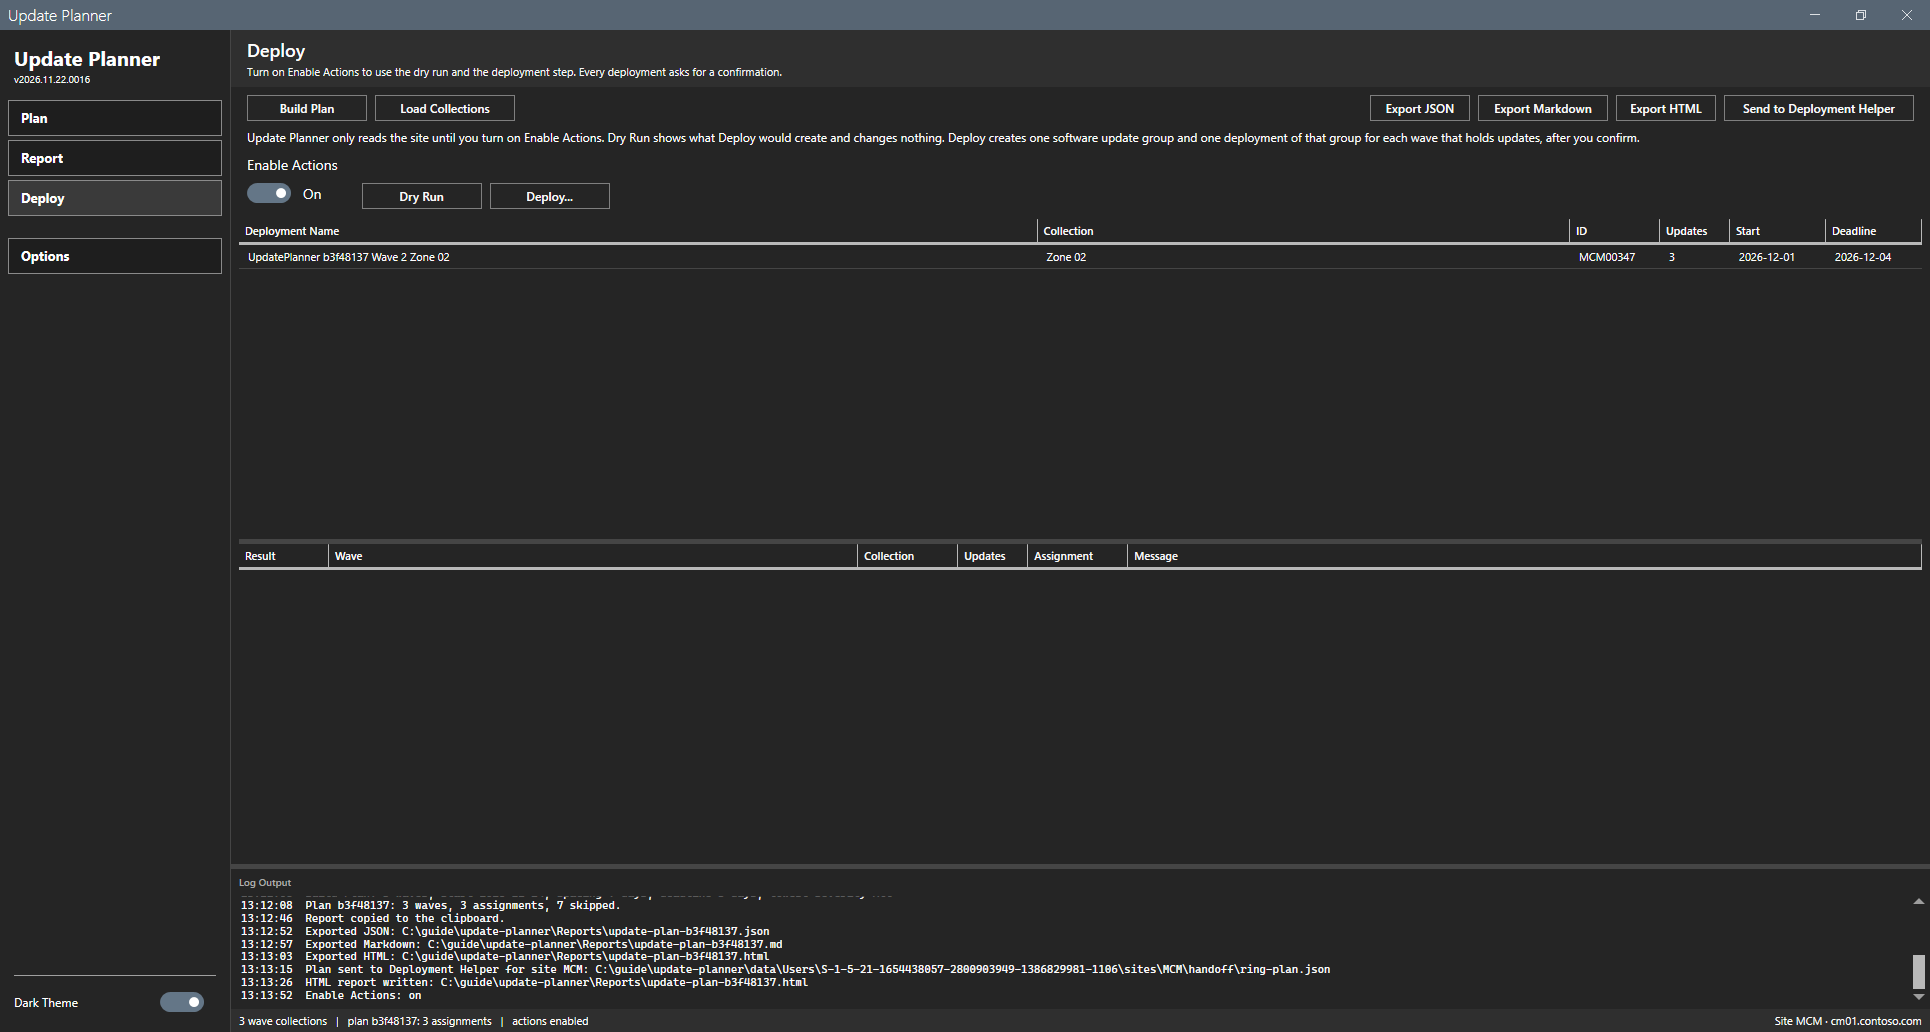 Update Planner
Update Planner
v2026.11.22.0016
Plan
Report
Deploy
Options
Dark Theme
Deploy
Turn on Enable Actions to use the dry run and the deployment step. Every deployment asks for a confirmation.
Build Plan
Load Collections
Export JSON
Export Markdown
Export HTML
Send to Deployment Helper
Update Planner only reads the site until you turn on Enable Actions. Dry Run shows what Deploy would create and changes nothing. Deploy creates one software update group and one deployment of that group for each wave that holds updates, after you confirm.
Enable Actions
On
Dry Run
Deploy...
Deployment Name Collection ID Updates Start Deadline
UpdatePlanner b3f48137 Wave 2 Zone 02 Zone 02 MCM00347 3 2026-12-01 2026-12-04
Result Wave Collection Updates Assignment Message
Log Output
13:12:08 Plan b3f48137: 3 waves, 3 assignments, 7 skipped.
13:12:46 Report copied to the clipboard.
13:12:52 Exported JSON: C:\guide\update-planner\Reports\update-plan-b3f48137.json
13:12:57 Exported Markdown: C:\guide\update-planner\Reports\update-plan-b3f48137.md
13:13:03 Exported HTML: C:\guide\update-planner\Reports\update-plan-b3f48137.html
13:13:15 Plan sent to Deployment Helper for site MCM: C:\guide\update-planner\data\Users\S-1-5-21-1654438057-2800903949-1386829981-1106\sites\MCM\handoff\ring-plan.json
13:13:26 HTML report written: C:\guide\update-planner\Reports\update-plan-b3f48137.html
13:13:52 Enable Actions: on
3 wave collections | plan b3f48137: 3 assignments | actions enabled
Site MCM · cm01.contoso.com